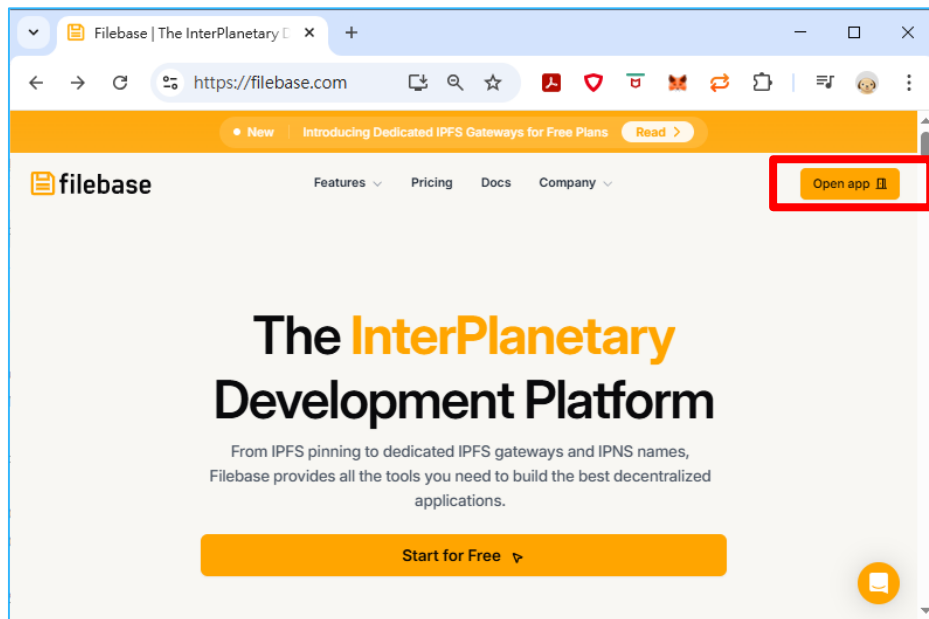 Filebase | The InterPlanetary D
https://filebase.com
New Introducing Dedicated IPFS Gateways for Free Plans Read >
filebase Features Pricing Docs Company Open app
The InterPlanetary
Development Platform
From IPFS pinning to dedicated IPFS gateways and IPNS names,
Filebase provides all the tools you need to build the best decentralized
applications.
Start for Free